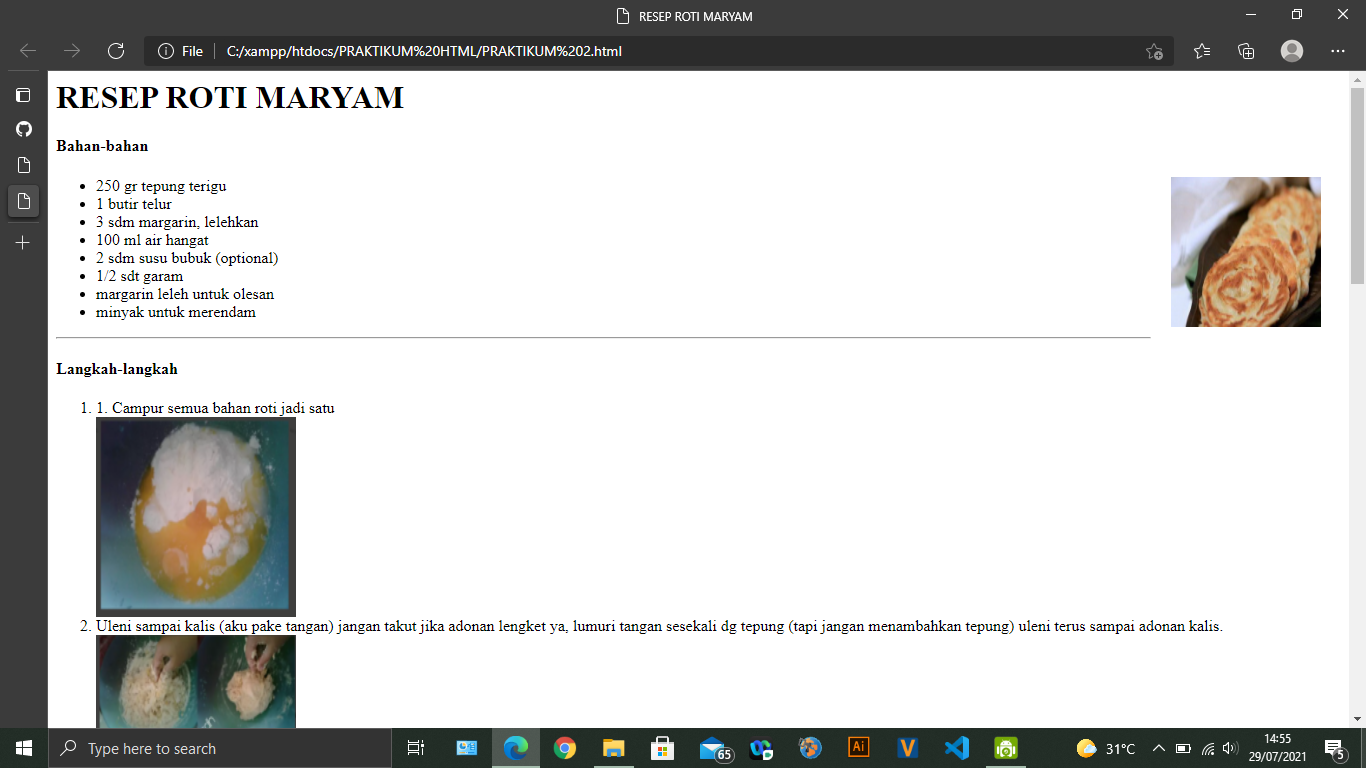 RESEP ROTI MARYAM
File
C:/xampp/htdocs/PRAKTIKUM%20HTML/PRAKTIKUM%202.html
RESEP ROTI MARYAM
Bahan-bahan
250 gr tepung terigu
1 butir telur
3 sdm margarin, lelehkan
100 ml air hangat
2 sdm susu bubuk (optional)
1/2 sdt garam
margarin leleh untuk olesan
minyak untuk merendam
Langkah-langkah
1. 1. Campur semua bahan roti jadi satu
2. Uleni sampai kalis (aku pake tangan) jangan takut jika adonan lengket ya, lumuri tangan sesekali dg tepung (tapi jangan menambahkan tepung) uleni terus sampai adonan kalis.
Type here to search
65
Ai
31°C
14:55
29/07/2021
5